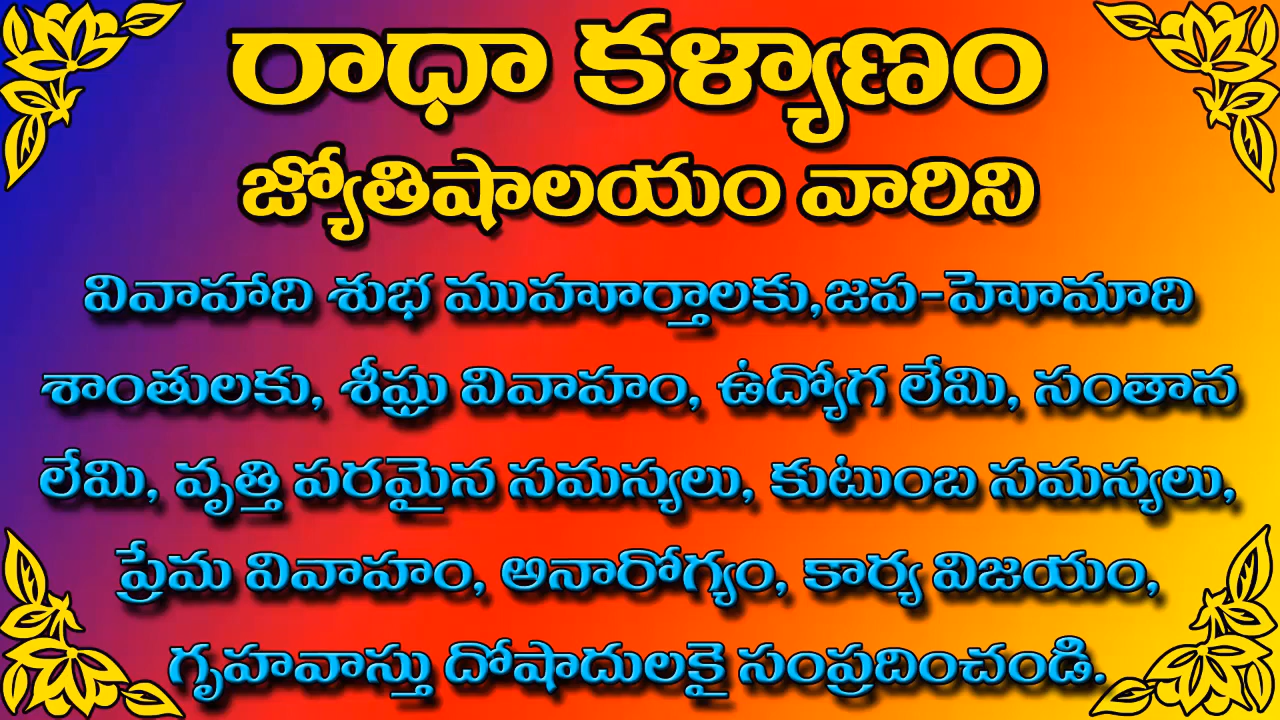 రాధా కళ్యాణం
జ్యోతిషాలయం వారిని
వివాహాది శుభ ముహూర్తాలకు,జప-హోమాది
శాంతులకు, శీఘ్ర వివాహం, ఉద్యోగ లేమి, సంతాన
లేమి, వృత్తి పరమైన సమస్యలు, కుటుంబ సమస్యలు,
ప్రేమ వివాహం, అనారోగ్యం, కార్య విజయం,
గృహవాస్తు దోషాదులకై సంప్రదించండి.